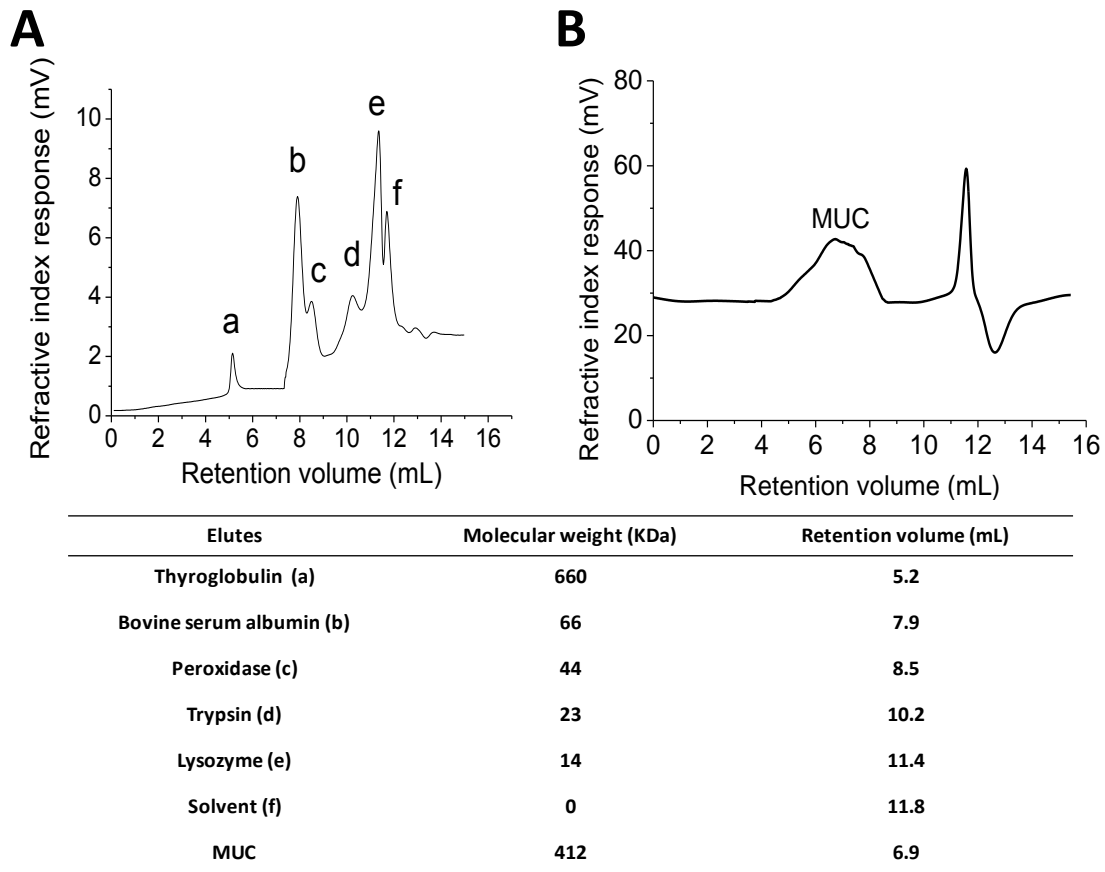 A
B
Refractive index response (mV)
10
8
6
4
2
0
a
b
c
d
e
f
0 2 4 6 8 10 12 14 16
Retention volume (mL)
Refractive index response (mV)
80
60
40
20
0
MUC
0 2 4 6 8 10 12 14 16
Retention volume (mL)
Elutes Molecular weight (KDa) Retention volume (mL)
Thyroglobulin (a) 660 5.2
Bovine serum albumin (b) 66 7.9
Peroxidase (c) 44 8.5
Trypsin (d) 23 10.2
Lysozyme (e) 14 11.4
Solvent (f) 0 11.8
MUC 412 6.9